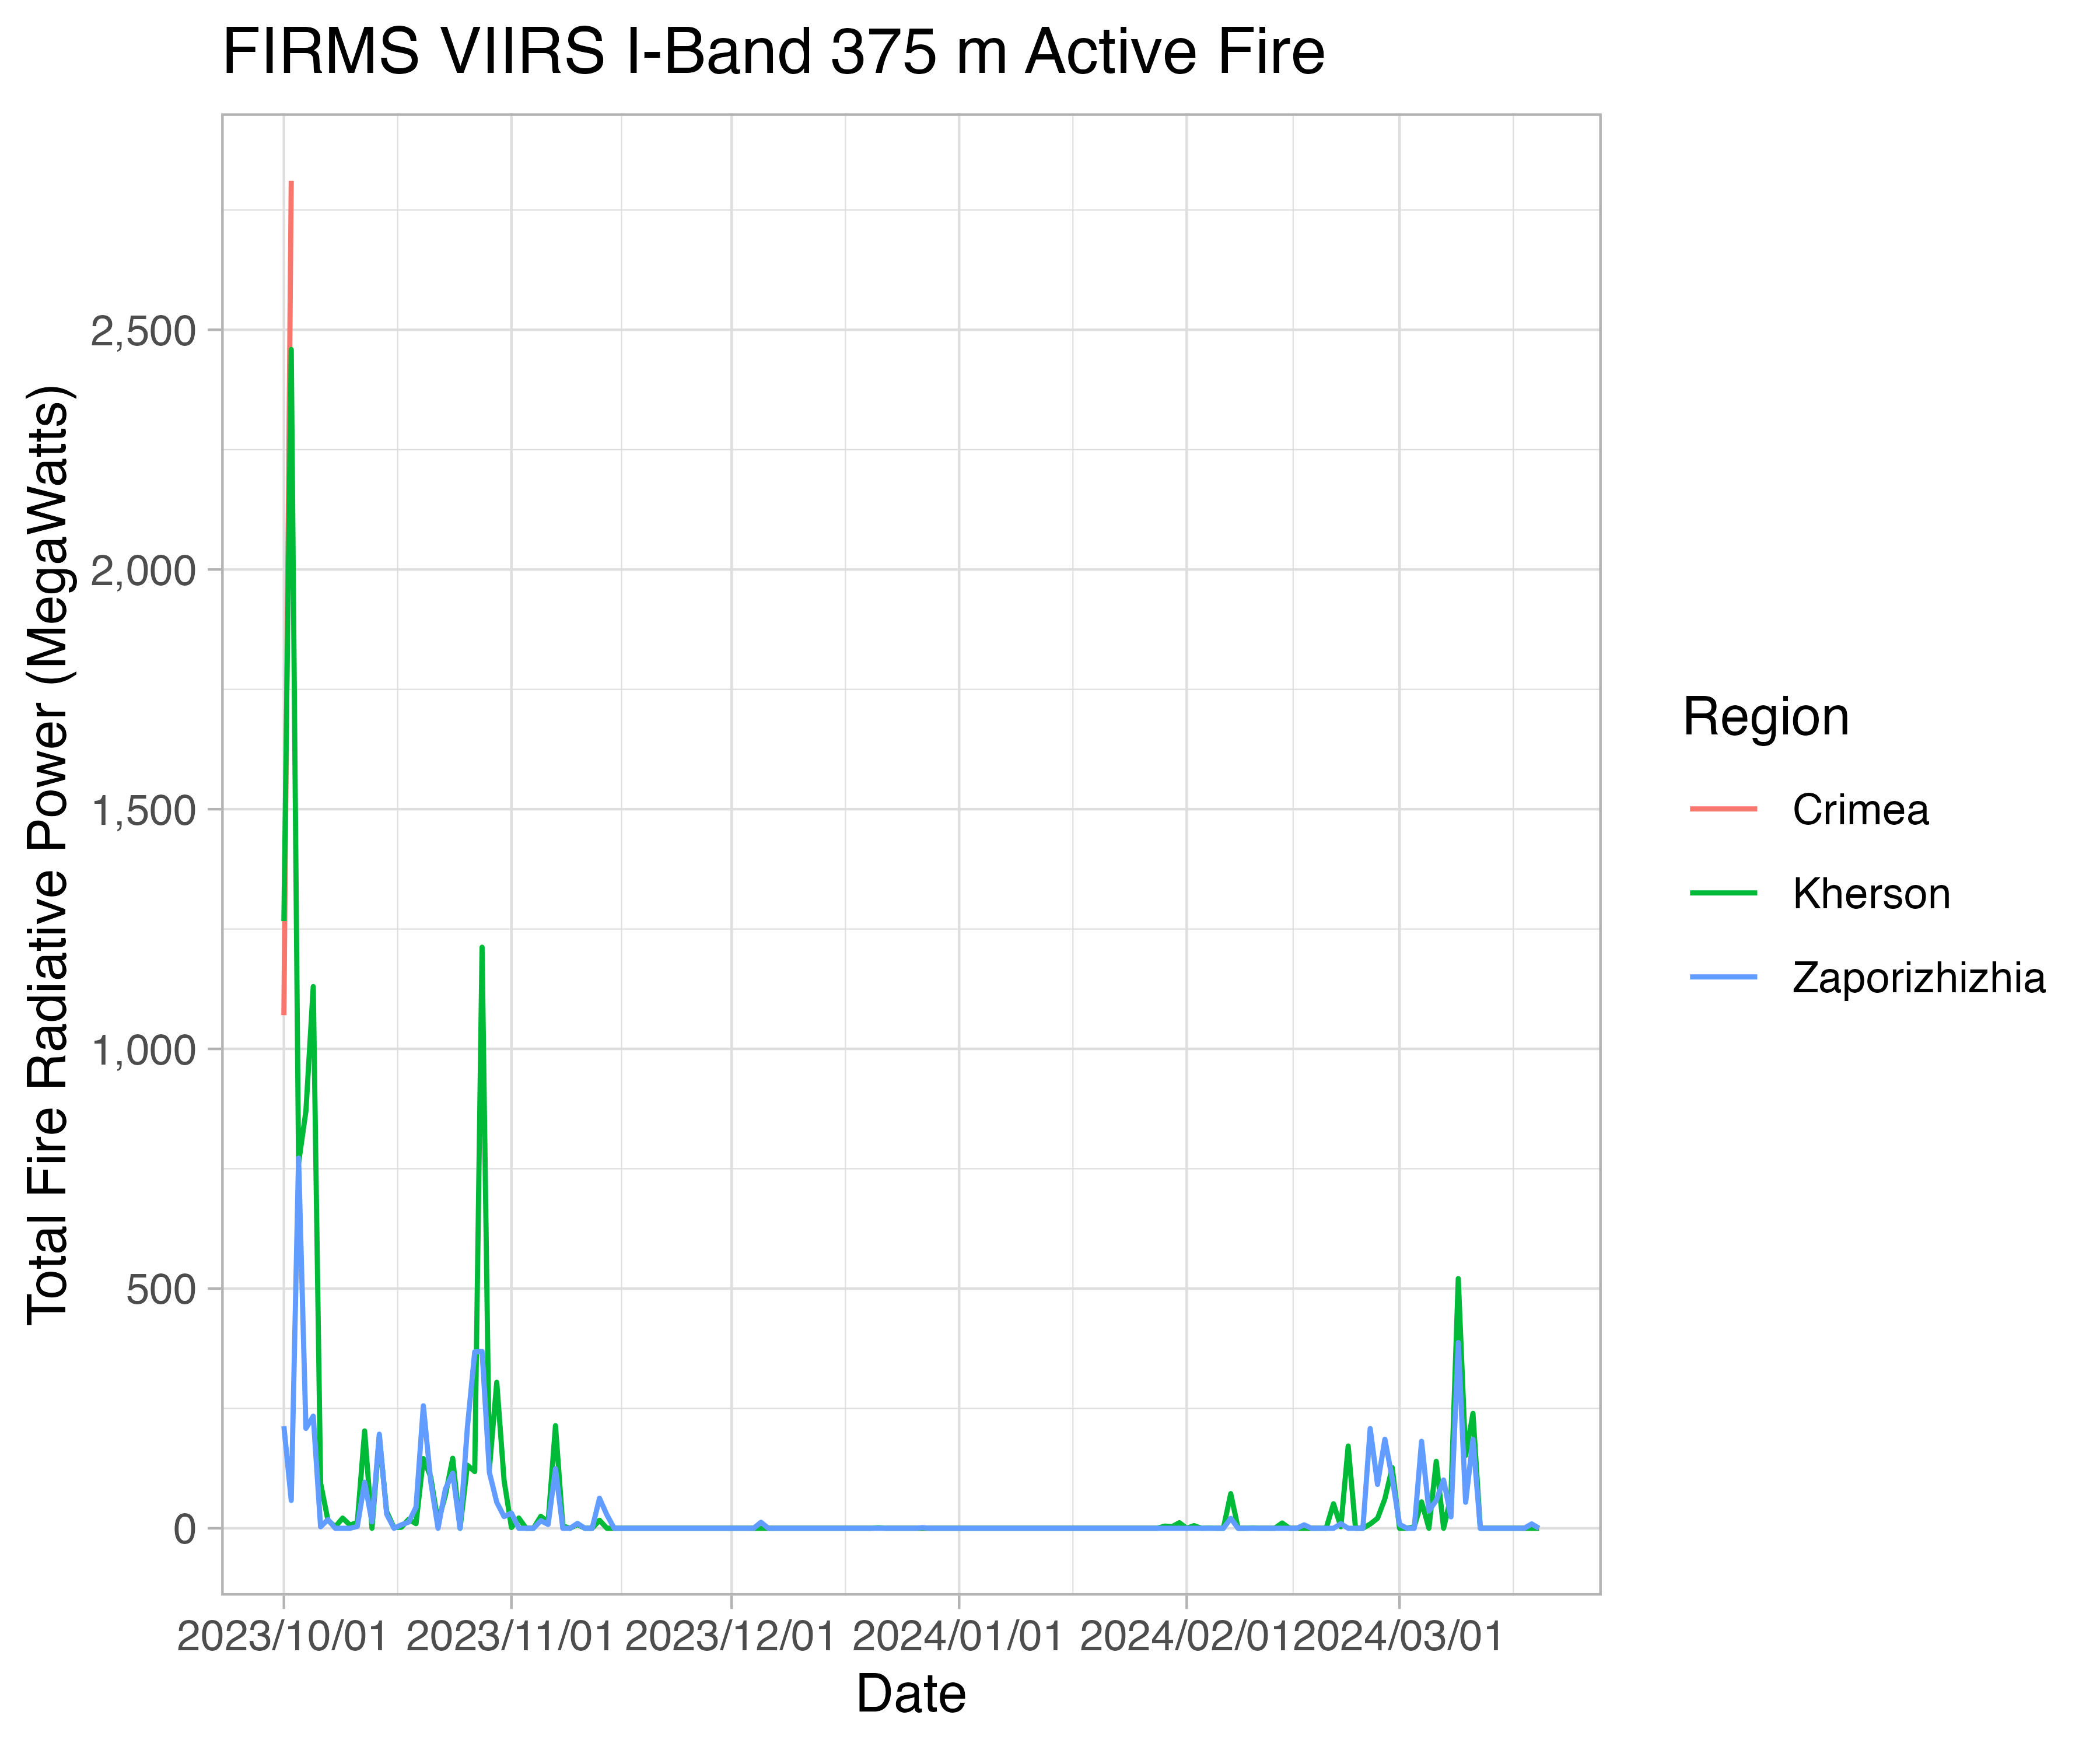 FIRMS VIIRS I-Band 375 m Active Fire
Total Fire Radiative Power (MegaWatts)
2,500
2,000
1,500
1,000
500
0
2023/10/01 2023/11/01 2023/12/01 2024/01/01 2024/02/01 2024/03/01
Date
Region
Crimea
Kherson
Zaporizhizhia